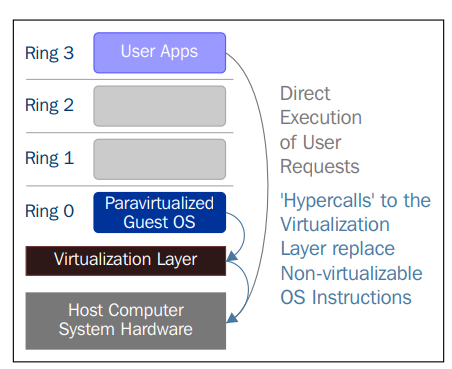 Ring 3
User Apps
Ring 2
Ring 1
Ring 0
Paravirtualized
Guest OS
Virtualization Layer
Host Computer
System Hardware
Direct
Execution
of User
Requests
'Hypercalls' to the
Virtualization
Layer replace
Non-virtualizable
OS Instructions